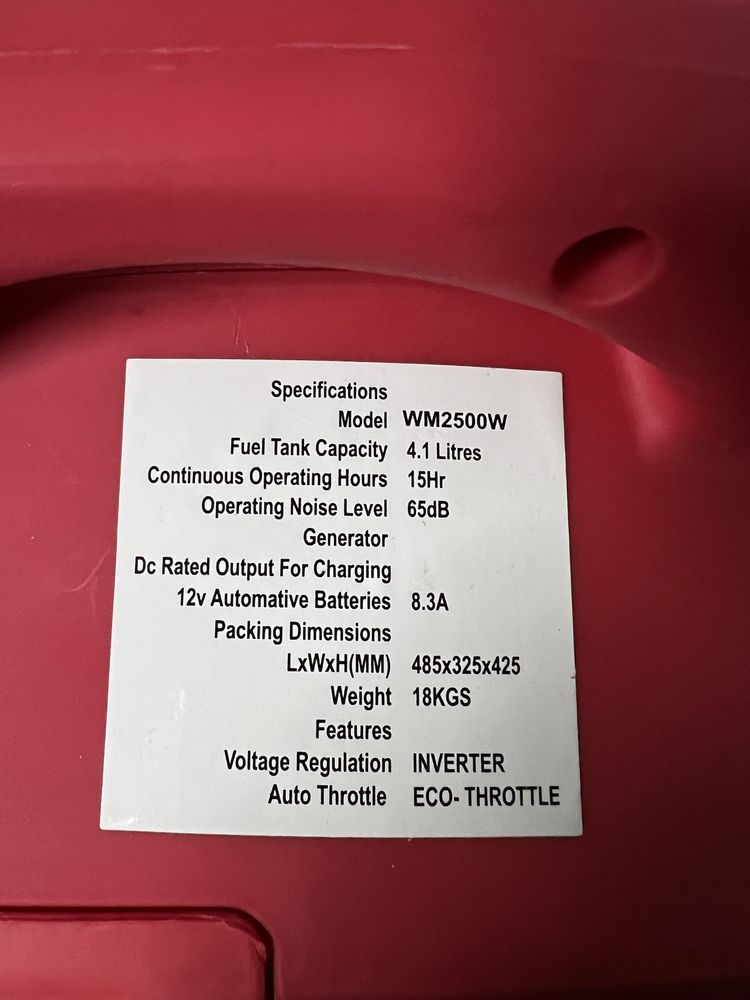 Specifications
Model WM2500W
Fuel Tank Capacity 4.1 Litres
Continuous Operating Hours 15Hr
Operating Noise Level 65dB
Generator
Dc Rated Output For Charging
12v Automative Batteries 8.3A
Packing Dimensions
LxWxH(MM) 485x325x425
Weight 18KGS
Features
Voltage Regulation INVERTER
Auto Throttle ECO- THROTTLE